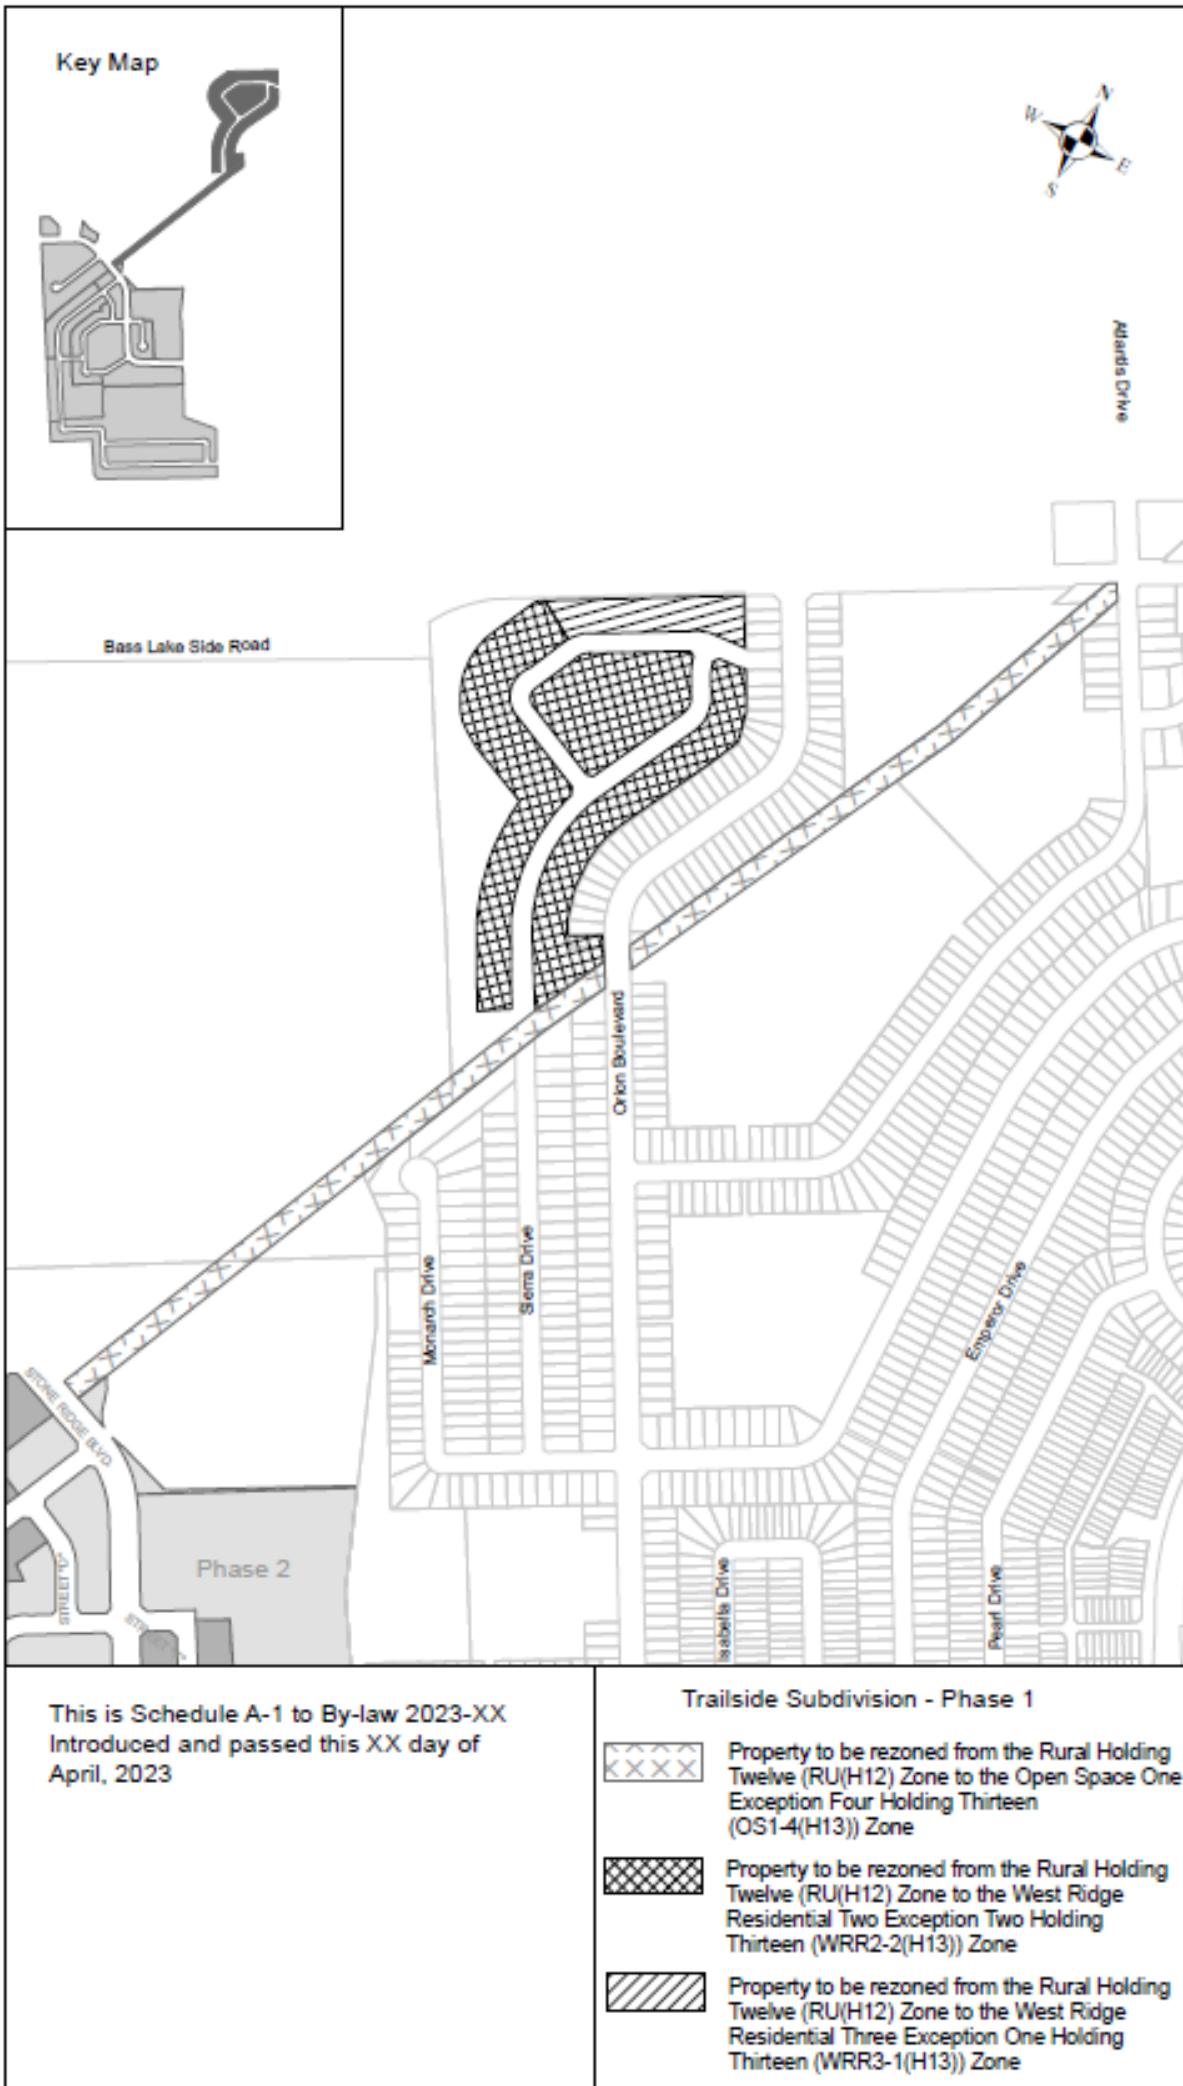 Key Map
N
W
E
S
Atlantis Drive
Bass Lake Side Road
Orion Boulevard
Sierra Drive
Monarch Drive
Emperor Drive
STONE RIDGE BLVD.
Phase 2
STREET "D"
STREET
Isabella Drive
Pearl Drive
This is Schedule A-1 to By-law 2023-XX
Introduced and passed this XX day of
April, 2023
Trailside Subdivision - Phase 1
Property to be rezoned from the Rural Holding
Twelve (RU(H12) Zone to the Open Space One
Exception Four Holding Thirteen
(OS1-4(H13)) Zone
Property to be rezoned from the Rural Holding
Twelve (RU(H12) Zone to the West Ridge
Residential Two Exception Two Holding
Thirteen (WRR2-2(H13)) Zone
Property to be rezoned from the Rural Holding
Twelve (RU(H12) Zone to the West Ridge
Residential Three Exception One Holding
Thirteen (WRR3-1(H13)) Zone